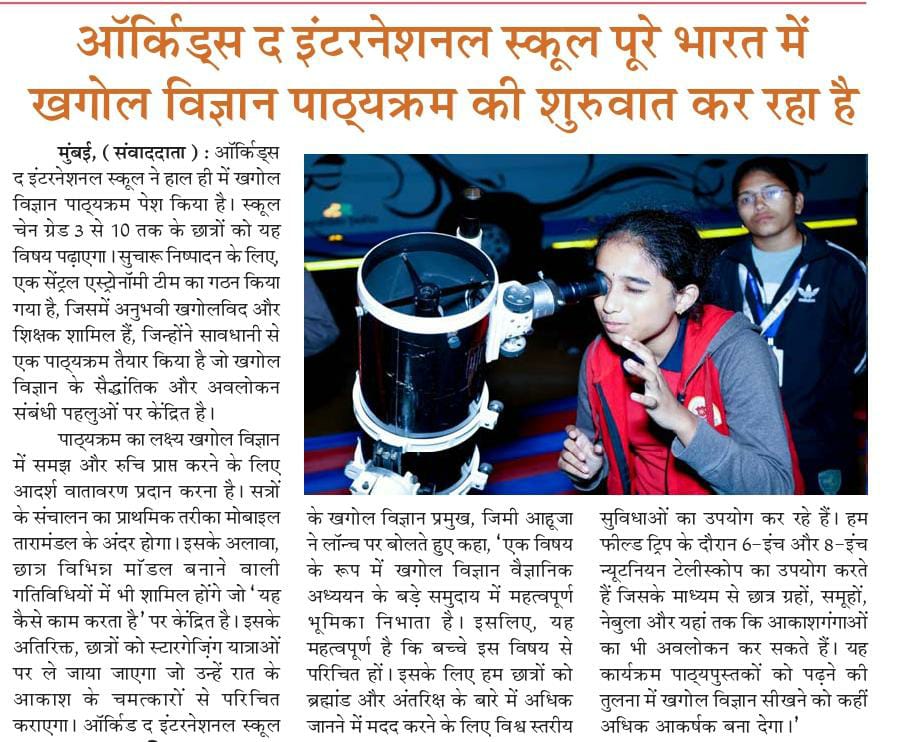 ऑर्किड्स द इंटरनेशनल स्कूल पूरे भारत में
खगोल विज्ञान पाठ्यक्रम की शुरुवात कर रहा है
मुंबई, ( संवाददाता ) : ऑर्किड्स
द इंटरनेशनल स्कूल ने हाल ही में खगोल
विज्ञान पाठ्यक्रम पेश किया है। स्कूल
चेन ग्रेड 3 से 10 तक के छात्रों को यह
विषय पढ़ाएगा। सुचारू निष्पादन के लिए,
एक सेंट्रल एस्ट्रोनॉमी टीम का गठन किया
गया है, जिसमें अनुभवी खगोलविद और
शिक्षक शामिल हैं, जिन्होंने सावधानी से
एक पाठ्यक्रम तैयार किया है जो खगोल
विज्ञान के सैद्धांतिक और अवलोकन
संबंधी पहलुओं पर केंद्रित है।
पाठ्यक्रम का लक्ष्य खगोल विज्ञान
में समझ और रुचि प्राप्त करने के लिए
आदर्श वातावरण प्रदान करना है। सत्रों
के संचालन का प्राथमिक तरीका मोबाइल
तारामंडल के अंदर होगा। इसके अलावा,
छात्र विभिन्न मॉडल बनाने वाली
गतिविधियों में भी शामिल होंगे जो ' यह
कैसे काम करता है' पर केंद्रित है। इसके
अतिरिक्त, छात्रों को स्टारगेज़िंग यात्राओं
पर ले जाया जाएगा जो उन्हें रात के
आकाश के चमत्कारों से परिचित
कराएगा। ऑर्किड द इंटरनेशनल स्कूल
के खगोल विज्ञान प्रमुख, जिमी आहूजा
ने लॉन्च पर बोलते हुए कहा, 'एक विषय
के रूप में खगोल विज्ञान वैज्ञानिक
अध्ययन के बड़े समुदाय में महत्वपूर्ण
भूमिका निभाता है। इसलिए, यह
महत्वपूर्ण है कि बच्चे इस विषय से
परिचित हों। इसके लिए हम छात्रों को
ब्रह्मांड और अंतरिक्ष के बारे में अधिक
जानने में मदद करने के लिए विश्व स्तरीय
सुविधाओं का उपयोग कर रहे हैं। हम
फील्ड ट्रिप के दौरान 6-इंच और 8-इंच
न्यूटनियन टेलीस्कोप का उपयोग करते
हैं जिसके माध्यम से छात्र ग्रहों, समूहों,
नेबुला और यहां तक कि आकाशगंगाओं
का भी अवलोकन कर सकते हैं। यह
कार्यक्रम पाठ्यपुस्तकों को पढ़ने की
तुलना में खगोल विज्ञान सीखने को कहीं
अधिक आकर्षक बना देगा।'
adidas